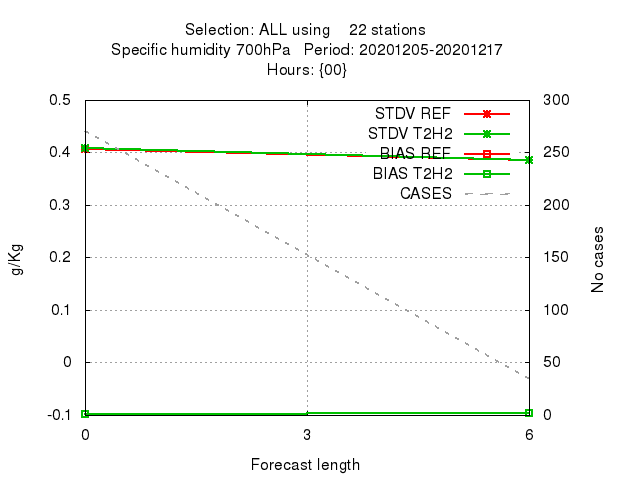 Selection: ALL using 22 stations
Specific humidity 700hPa Period: 20201205-20201217
Hours: {00}
0.5
0.4
0.3
0.2
0.1
0
-0.1
g/Kg
STDV REF
STDV T2H2
BIAS REF
BIAS T2H2
CASES
300
250
200
150
100
50
0
No cases
0 3 6
Forecast length